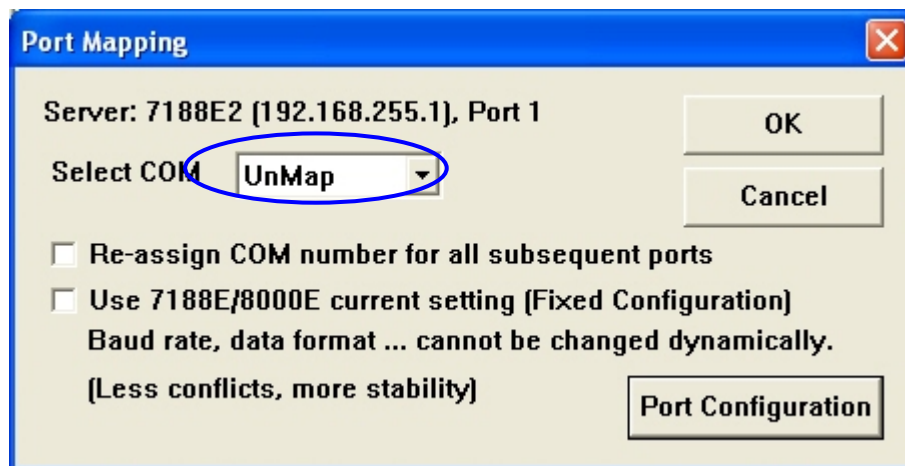 Port Mapping
Server: 7188E2 (192.168.255.1), Port 1
OK
Select COM UnMap
Cancel
Re-assign COM number for all subsequent ports
Use 7188E/8000E current setting (Fixed Configuration)
Baud rate, data format ... cannot be changed dynamically.
(Less conflicts, more stability)
Port Configuration